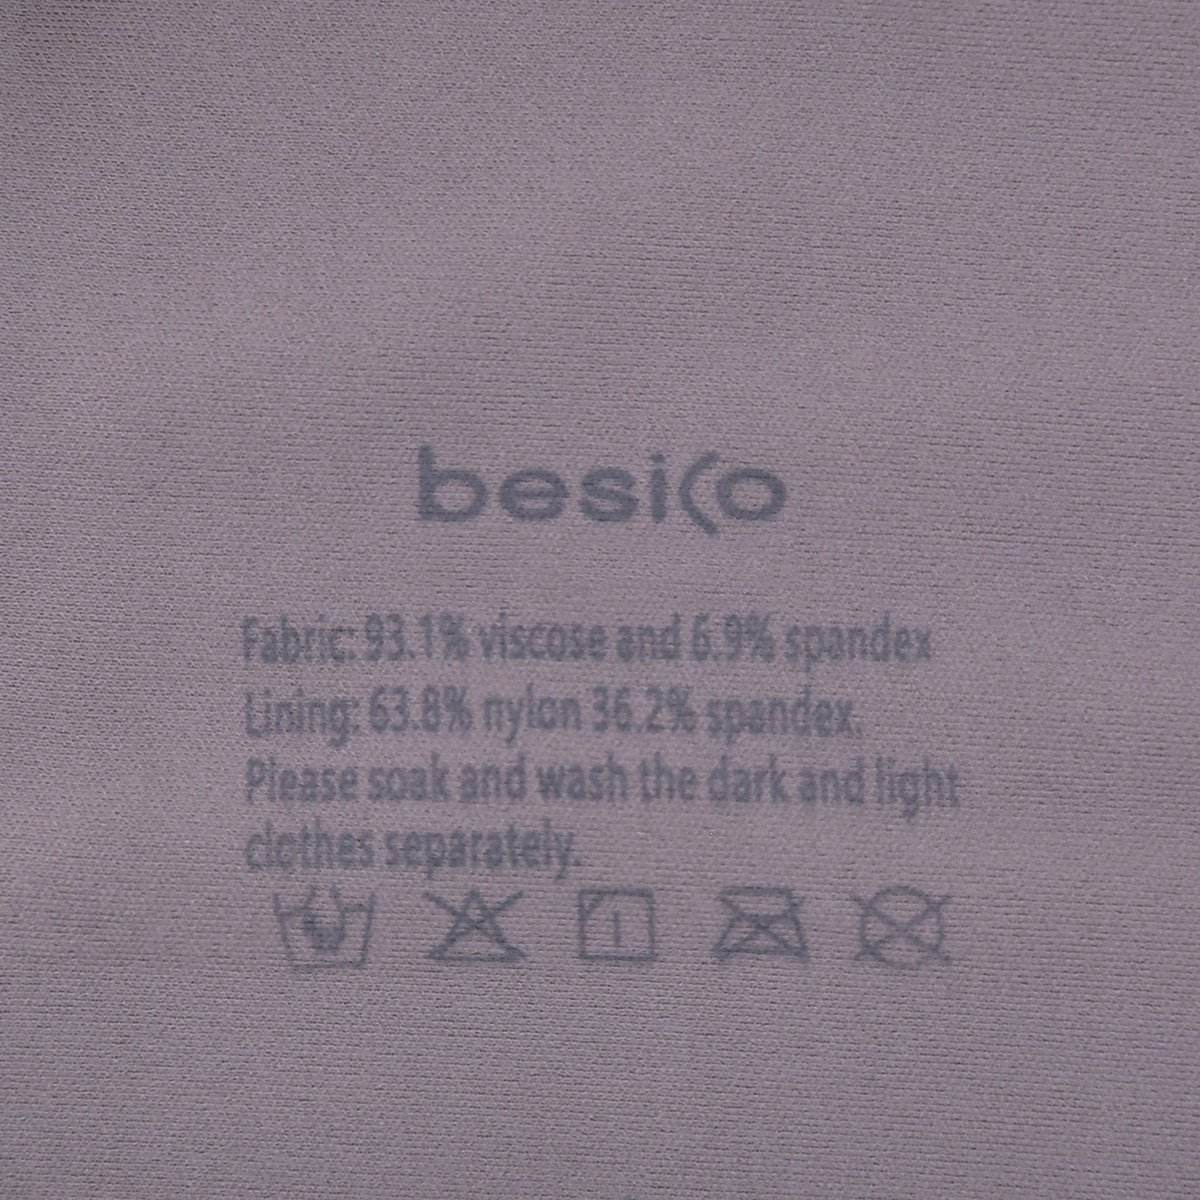 besico
Fabric: 93.1% viscose and 6.9% spandex
Lining: 63.8% nylon 36.2% spandex.
Please soak and wash the dark and light
clothes separately.